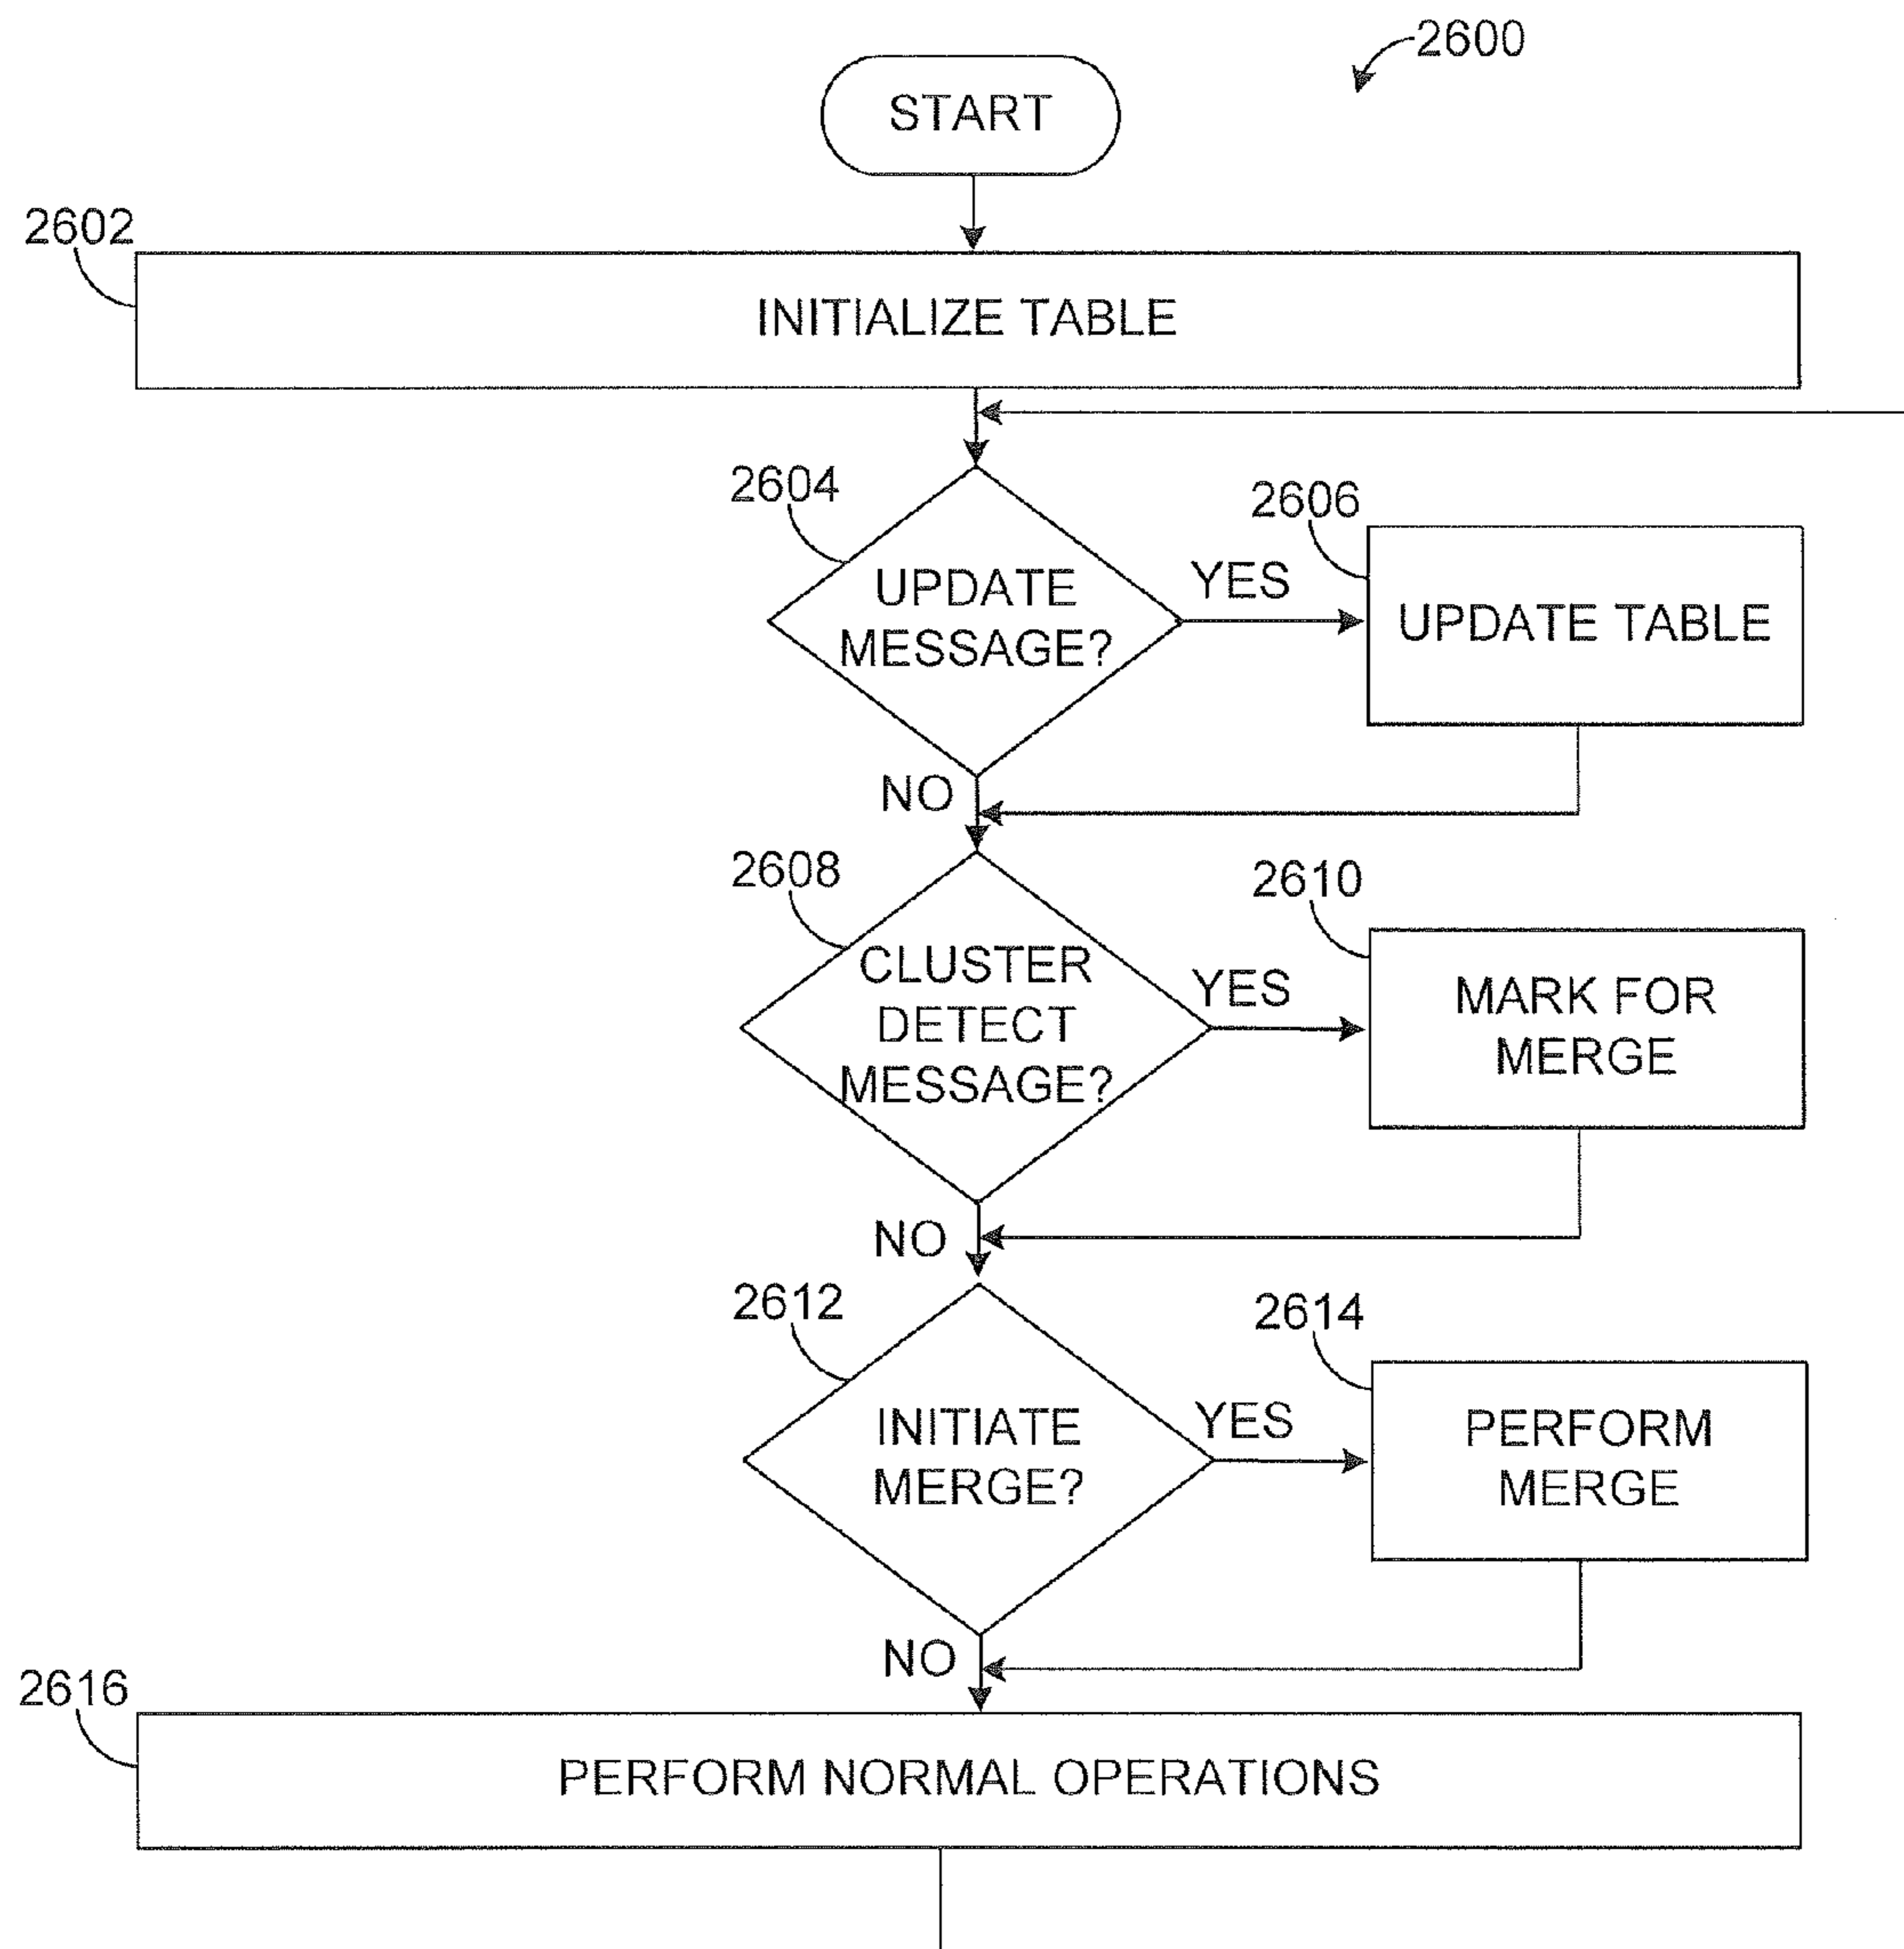 2600
START
2602
INITIALIZE TABLE
2604
2606
UPDATE
MESSAGE?
YES
UPDATE TABLE
NO
2608
2610
CLUSTER
DETECT
MESSAGE?
YES
MARK FOR
MERGE
NO
2612
2614
INITIATE
MERGE?
YES
PERFORM
MERGE
NO
2616
PERFORM NORMAL OPERATIONS